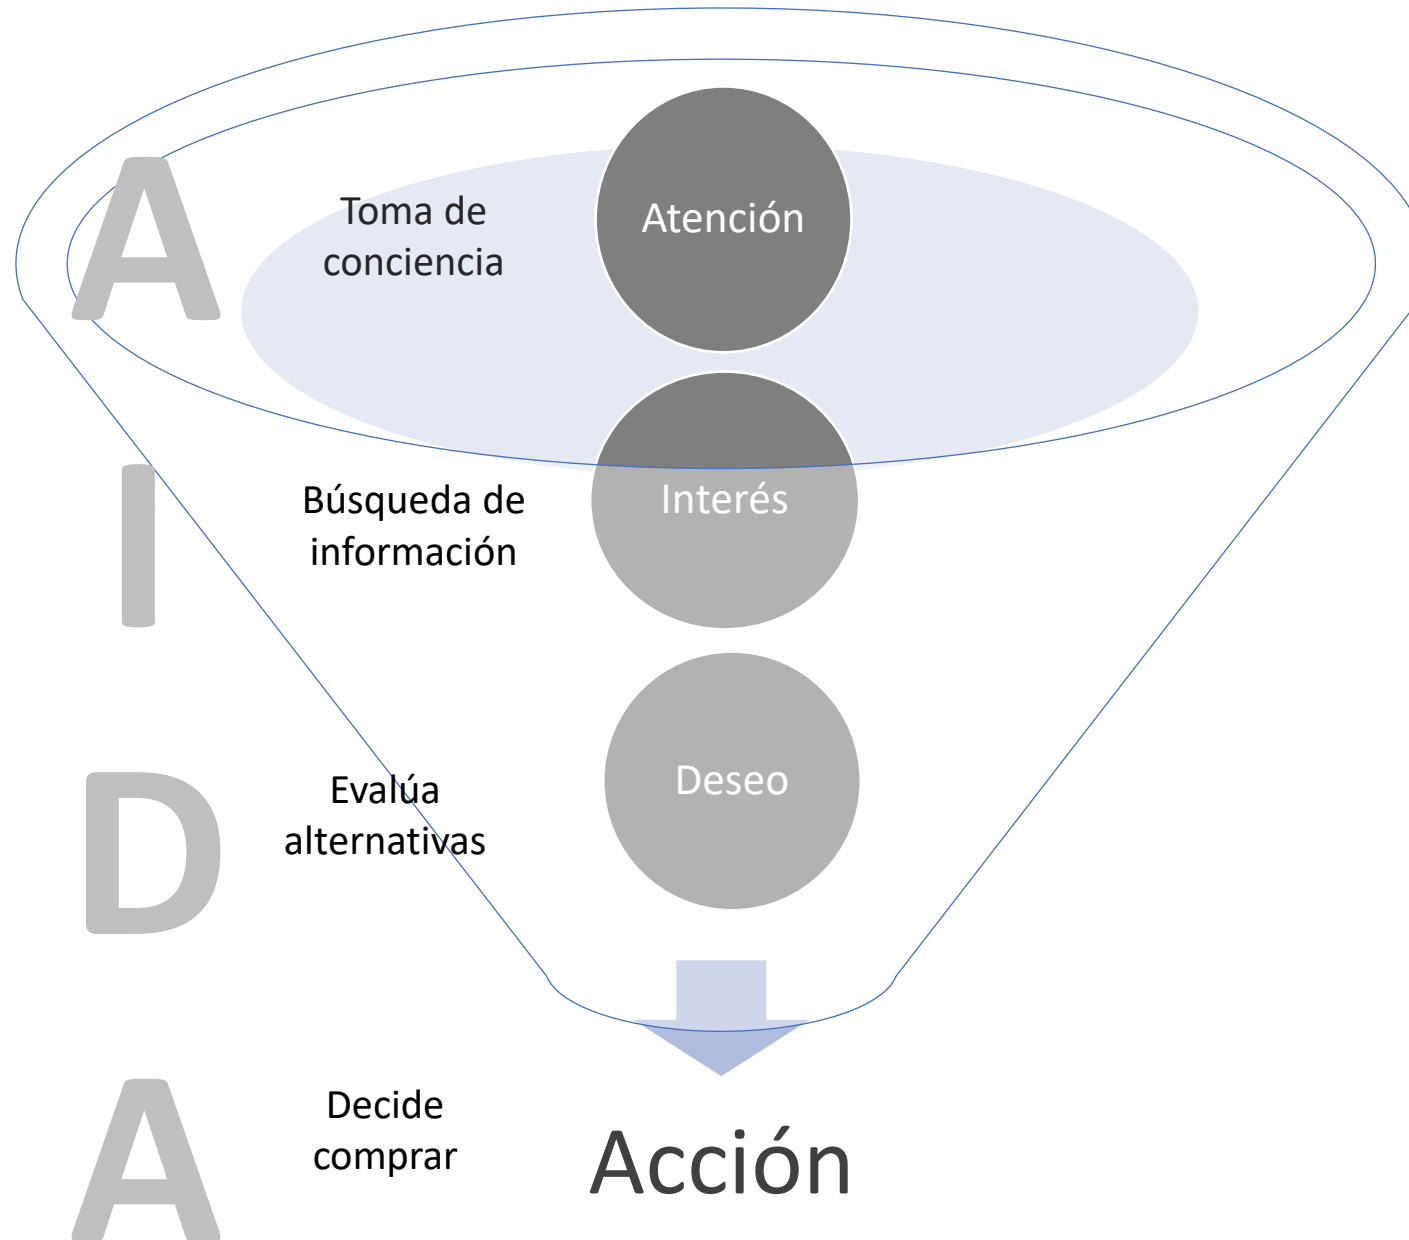 A
Toma de
conciencia
Atención
I
Búsqueda de
información
Interés
D
Evalúa
alternativas
Deseo
A
Decide
comprar
Acción